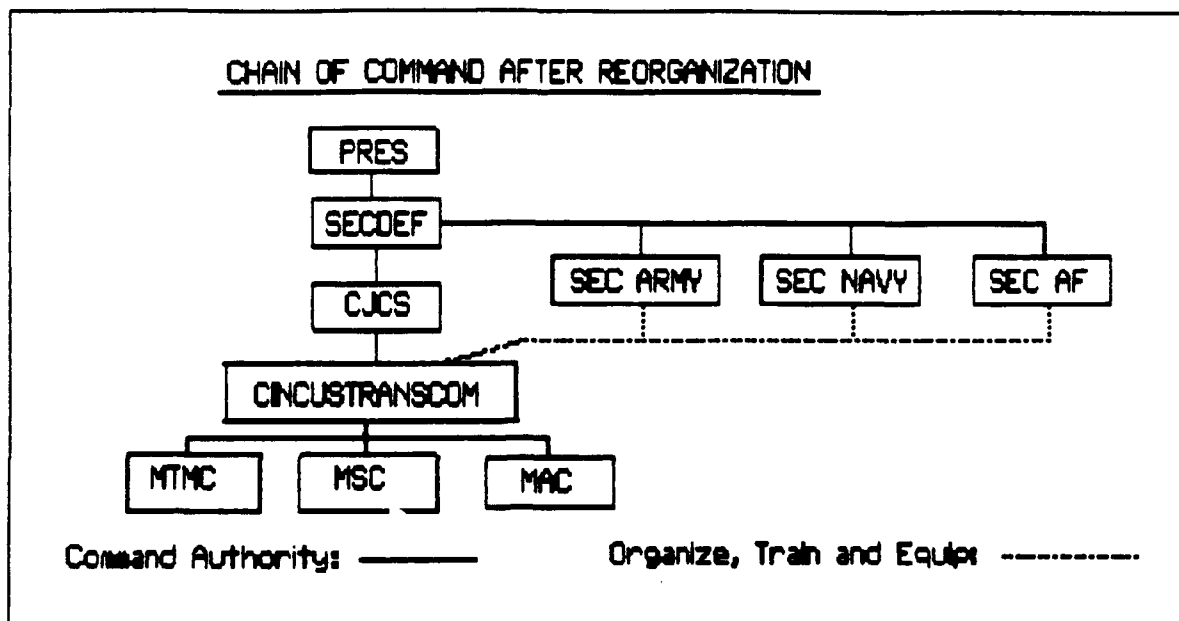 CHAIN OF COMMAND AFTER REORGANIZATION
PRES
SECDEF
SEC ARMY
SEC NAVY
SEC AF
CJCS
CINCUSTRANSCOM
MTMC
MSC
MAC
Command Authority:
Organize, Train and Equip: